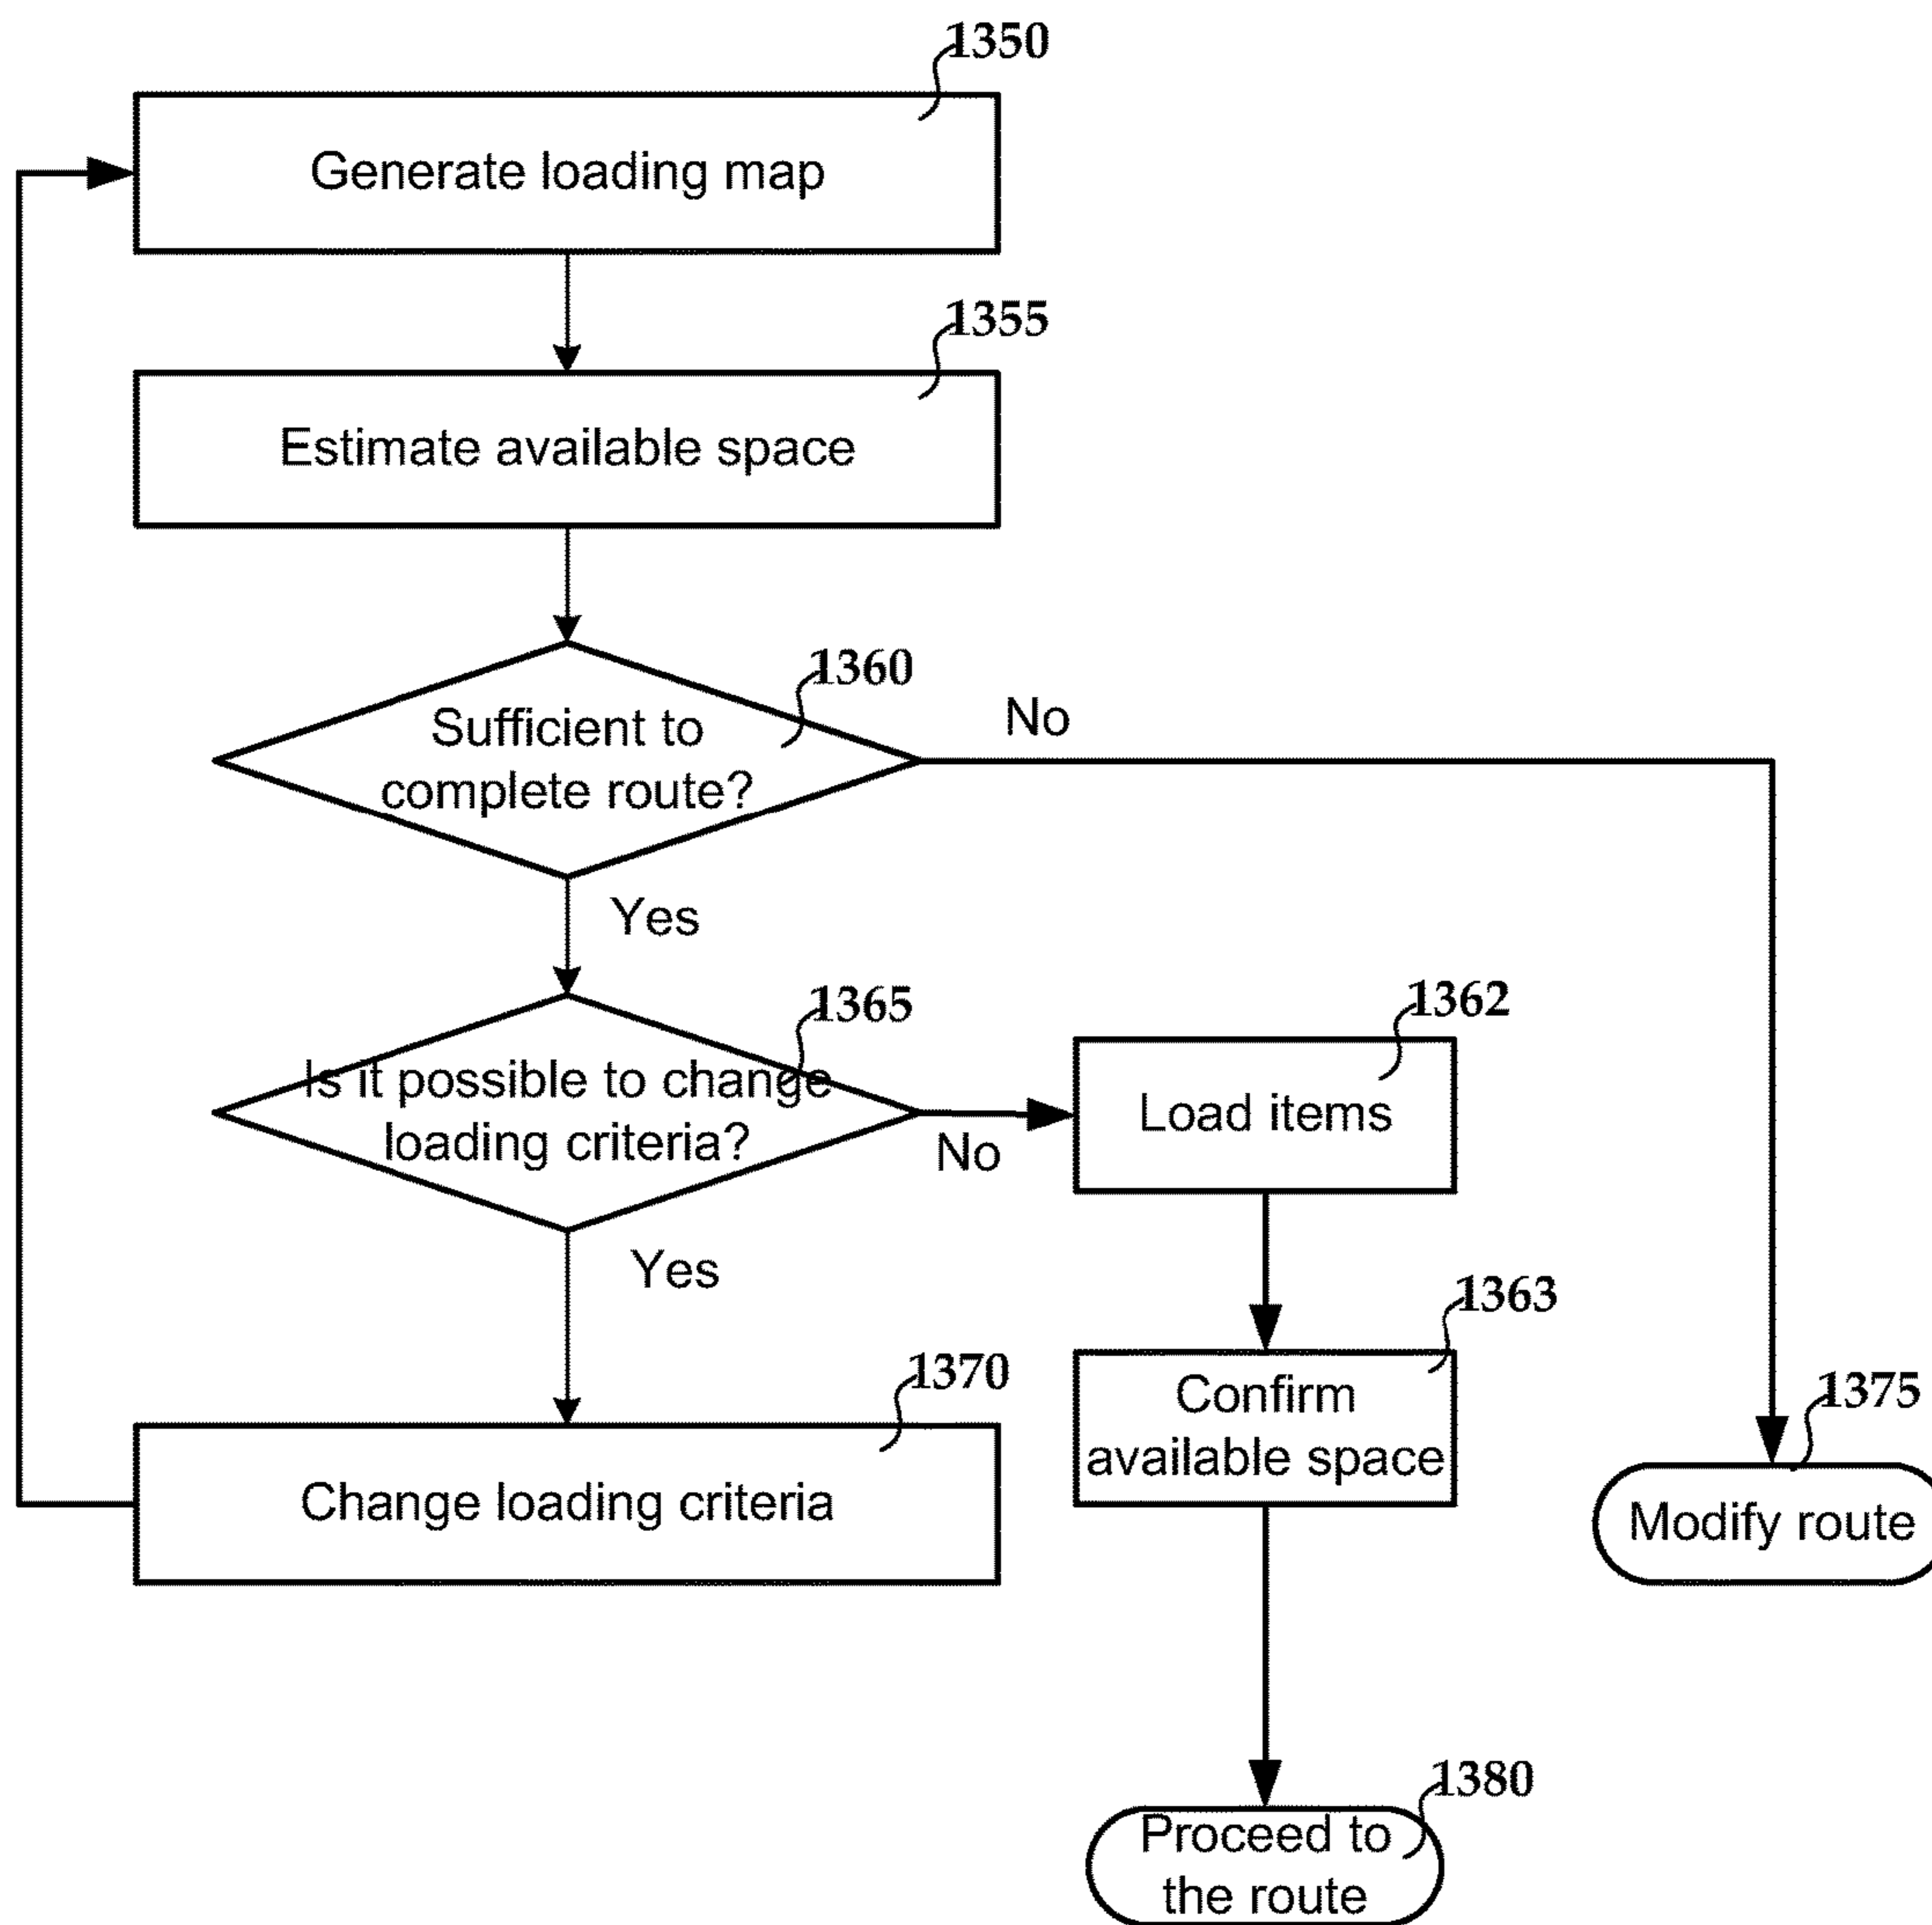 1350
Generate loading map
1355
Estimate available space
1360
Sufficient to
complete route?
No
Yes
1365
Is it possible to change
loading criteria?
No
1362
Load items
Yes
1363
Confirm
available space
1370
Change loading criteria
1375
Modify route
1380
Proceed to
the route